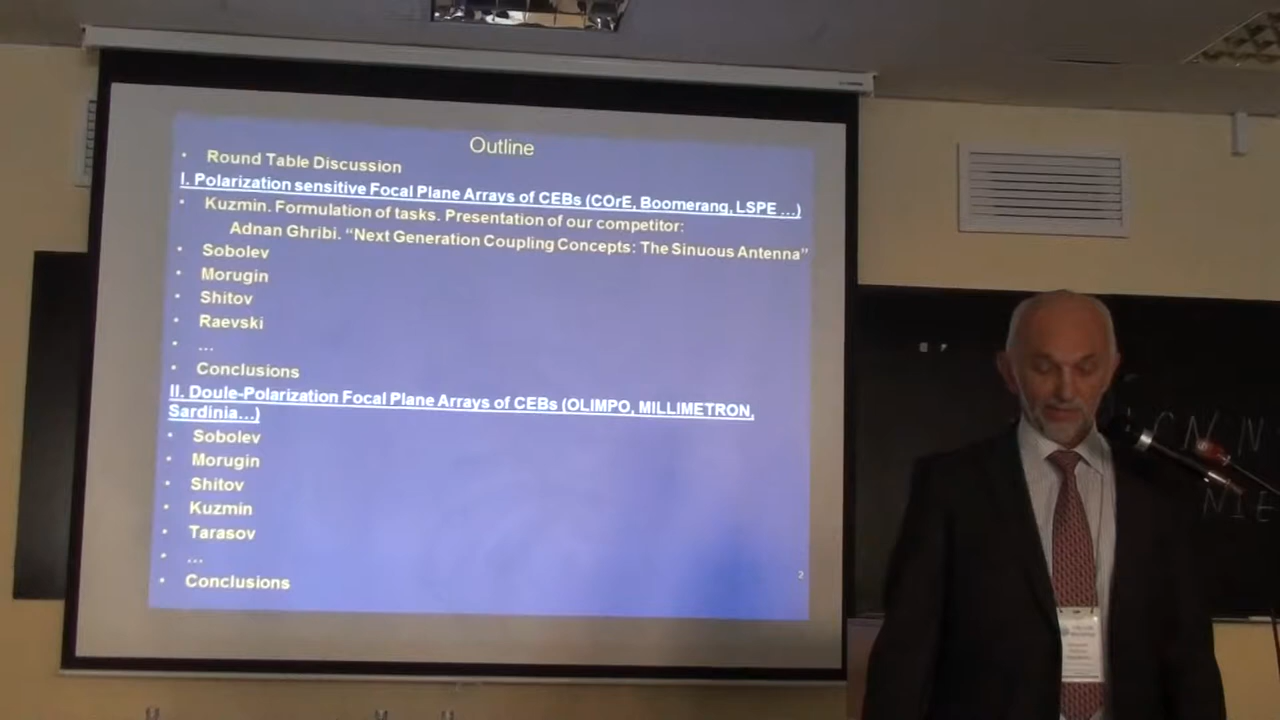 Outline
• Round Table Discussion
I. Polarization sensitive Focal Plane Arrays of CEBs (COrE, Boomerang, LSPE ...)
• Kuzmin. Formulation of tasks. Presentation of our competitor:
Adnan Ghribi. “Next Generation Coupling Concepts: The Sinuous Antenna”
• Sobolev
• Morugin
• Shitov
• Raevski
• ...
• Conclusions
II. Doule-Polarization Focal Plane Arrays of CEBs (OLIMPO, MILLIMETRON,
Sardinia...)
• Sobolev
• Morugin
• Shitov
• Kuzmin
• Tarasov
• ...
• Conclusions
2